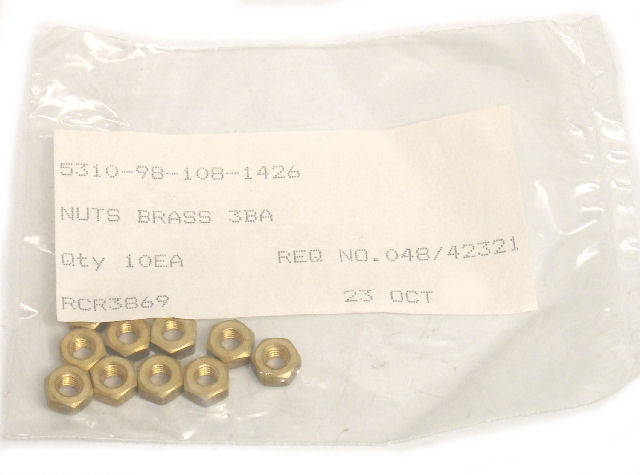 5310-98-108-1426
NUTS BRASS 3BA
Qty 10EA REQ NO.048/42321
RCR3869 23 OCT